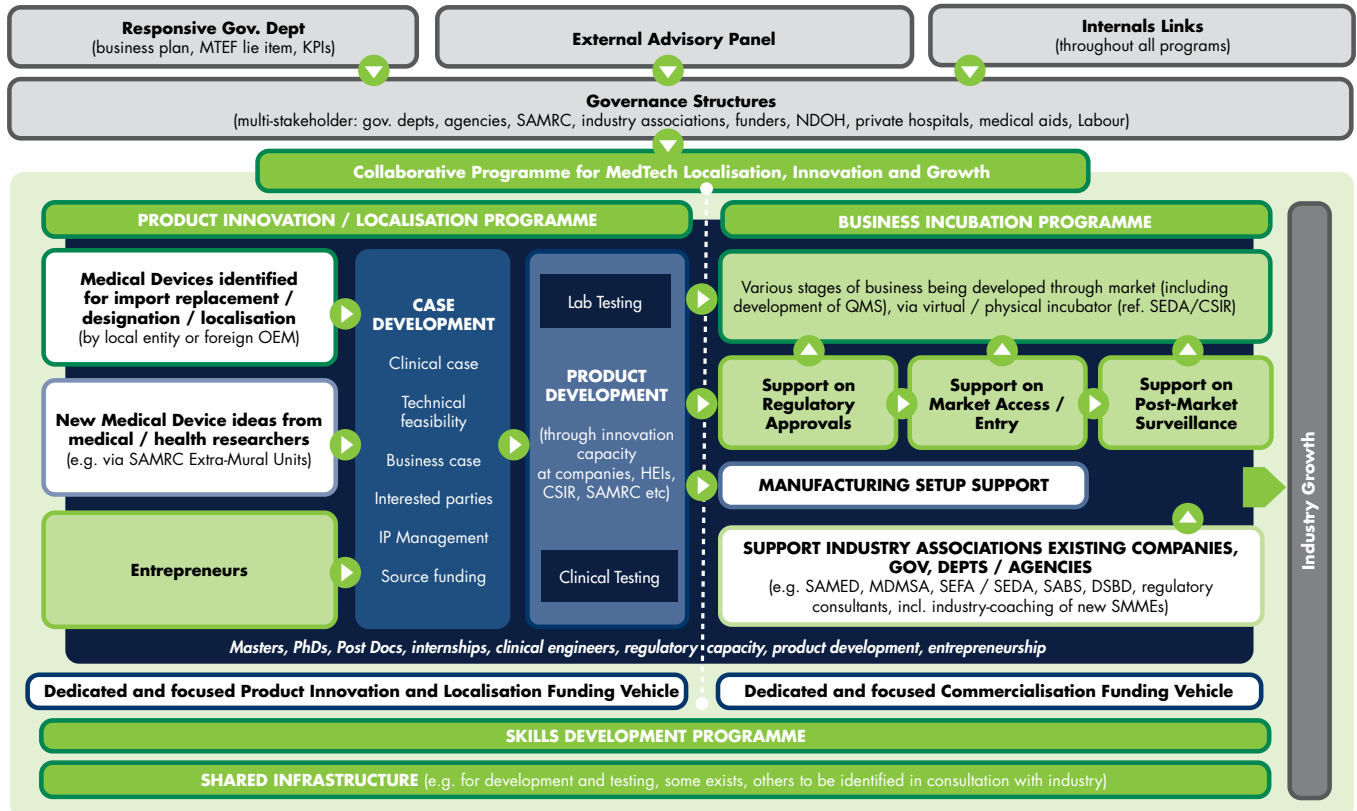 Responsive Gov. Dept
(business plan, MTEF lie item, KPIs)
External Advisory Panel
Internals Links
(throughout all programs)
Governance Structures
(multi-stakeholder: gov. depts, agencies, SAMRC, industry associations, funders, NDOH, private hospitals, medical aids, Labour)
Collaborative Programme for MedTech Localisation, Innovation and Growth
PRODUCT INNOVATION / LOCALISATION PROGRAMME
Medical Devices identified
for import replacement /
designation / localisation
(by local entity or foreign OEM)
New Medical Device ideas from
medical / health researchers
(e.g. via SAMRC Extra-Mural Units)
Entrepreneurs
CASE
DEVELOPMENT
Clinical case
Technical
feasibility
Business case
Interested parties
IP Management
Source funding
Lab Testing
PRODUCT
DEVELOPMENT
(through innovation
capacity
at companies, HEIs,
CSIR, SAMRC etc)
Clinical Testing
BUSINESS INCUBATION PROGRAMME
Various stages of business being developed through market (including
development of QMS), via virtual / physical incubator (ref. SEDA/CSIR)
Support on
Regulatory
Approvals
Support on
Market Access /
Entry
Support on
Post-Market
Surveillance
MANUFACTURING SETUP SUPPORT
SUPPORT INDUSTRY ASSOCIATIONS EXISTING COMPANIES,
GOV, DEPTS / AGENCIES
(e.g. SAMED, MDMSA, SEFA / SEDA, SABS, DSBD, regulatory
consultants, incl. industry-coaching of new SMMEs)
Masters, PhDs, Post Docs, internships, clinical engineers, regulatory capacity, product development, entrepreneurship
Dedicated and focused Product Innovation and Localisation Funding Vehicle
Dedicated and focused Commercialisation Funding Vehicle
SKILLS DEVELOPMENT PROGRAMME
SHARED INFRASTRUCTURE (e.g. for development and testing, some exists, others to be identified in consultation with industry)
Industry Growth